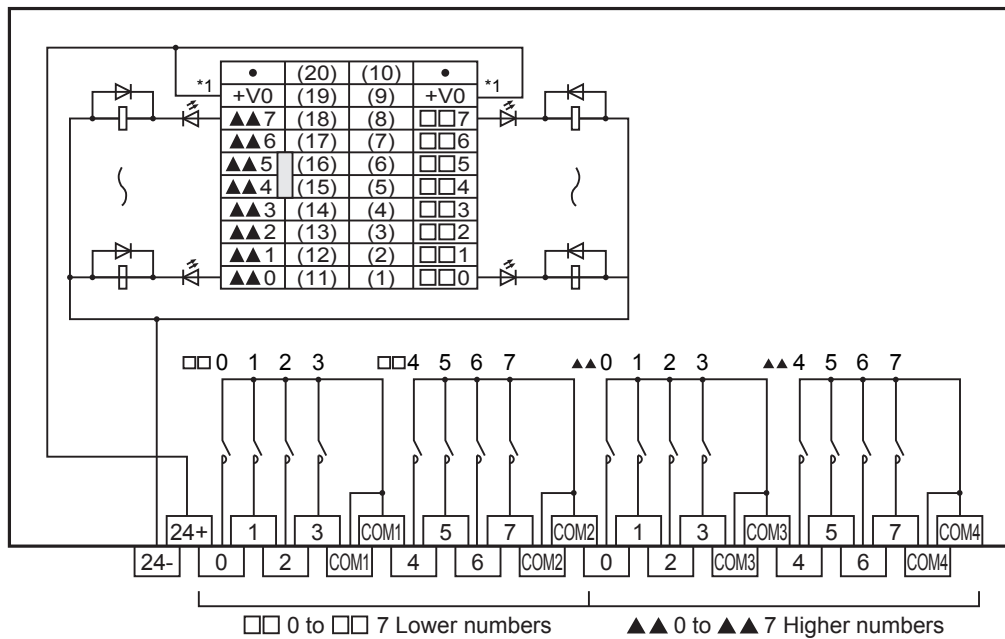 • (20) (10) •
*1 +V0 (19) (9) +V0 *1
▲▲7 (18) (8) □□7
▲▲6 (17) (7) □□6
▲▲5 (16) (6) □□5
▲▲4 (15) (5) □□4
▲▲3 (14) (4) □□3
▲▲2 (13) (3) □□2
▲▲1 (12) (2) □□1
▲▲0 (11) (1) □□0
□□ 0 1 2 3 □□4 5 6 7 ▲▲0 1 2 3 ▲▲ 4 5 6 7
24+ 1 3 COM1 5 7 COM2 1 3 COM3 5 7 COM4
24- 0 2 COM1 4 6 COM2 0 2 COM3 4 6 COM4
□□ 0 to □□ 7 Lower numbers ▲▲ 0 to ▲▲ 7 Higher numbers